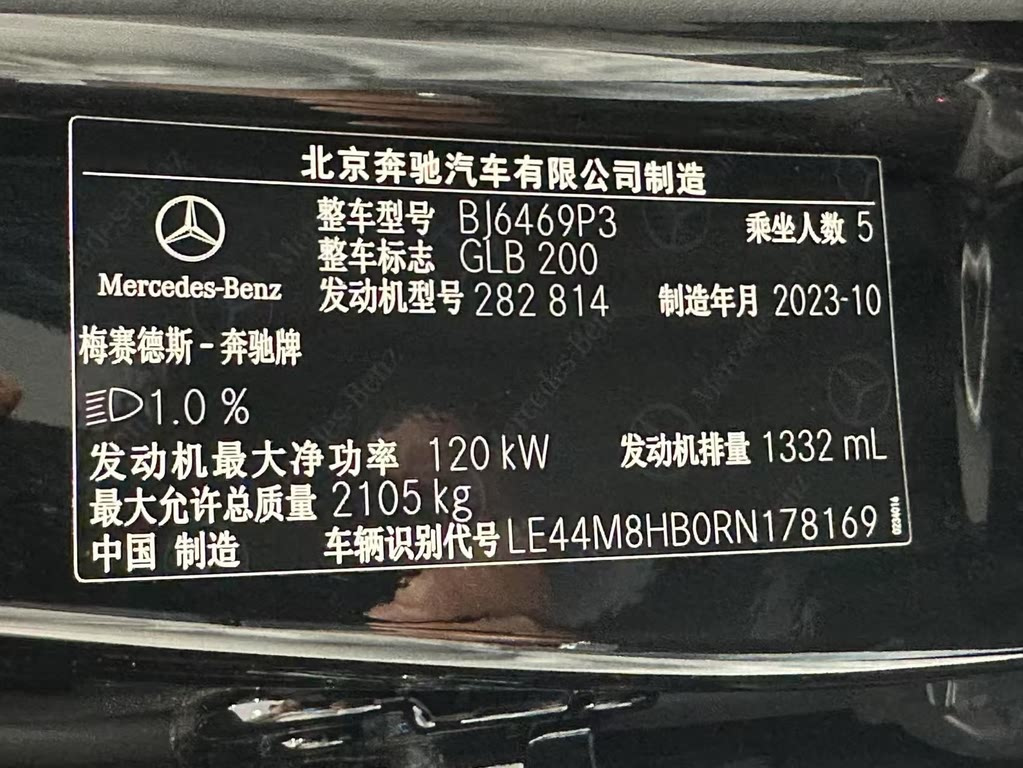 北京奔驰汽车有限公司制造
整车型号 BJ6469P3 乘坐人数 5
整车标志 GLB 200
Mercedes-Benz
发动机型号 282 814 制造年月 2023-10
梅赛德斯-奔驰牌
1.0 %
发动机最大净功率 120 kW 发动机排量 1332 mL
最大允许总质量 2105 kg
中国 制造 车辆识别代号 LE44M8HB0RN178169
0224016